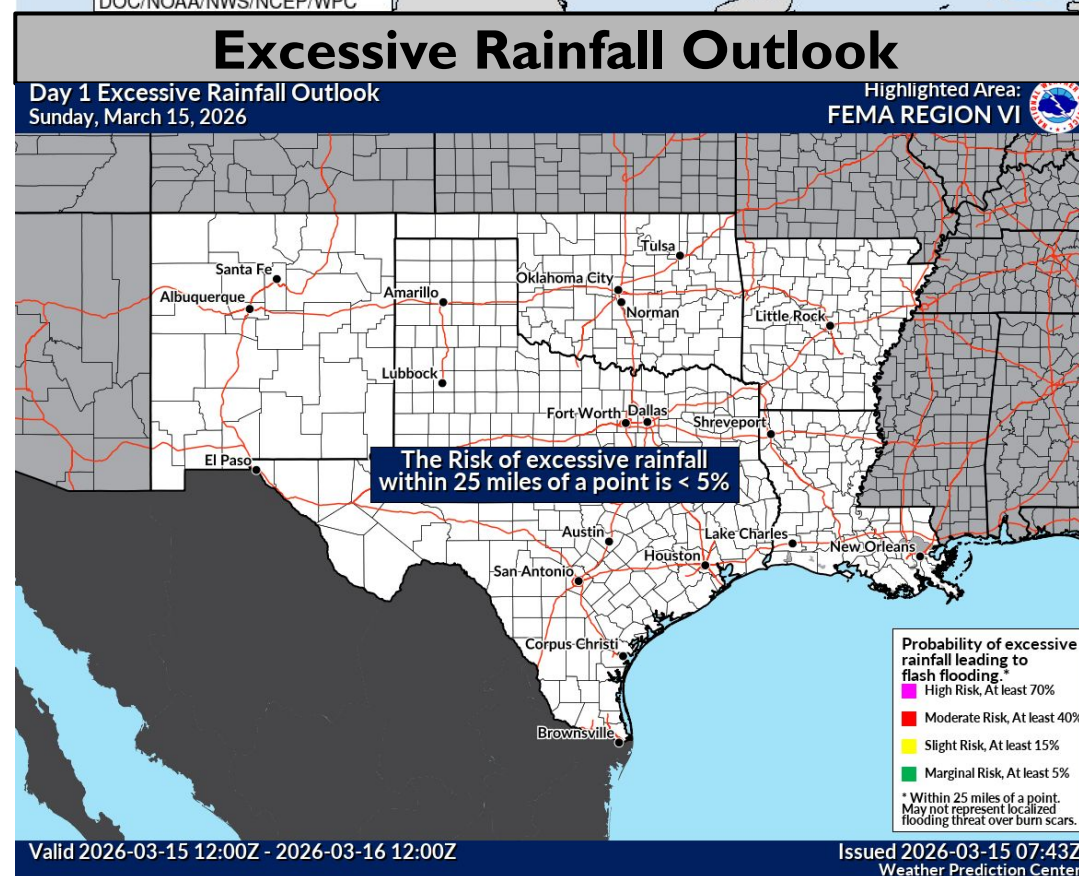 DOC/NOAA/NWS/NCEP/WPC
Excessive Rainfall Outlook
Day 1 Excessive Rainfall Outlook
Sunday, March 15, 2026
Highlighted Area:
FEMA REGION VI
Tulsa
Santa Fe
Oklahoma City
Albuquerque
Amarillo
Norman
Little Rock
Lubbock
Fort Worth
Dallas
Shreveport
El Paso
The Risk of excessive rainfall
within 25 miles of a point is < 5%
Austin
Lake Charles
Houston
New Orleans
San Antonio
Corpus Christi
Brownsville
Probability of excessive
rainfall leading to
flash flooding.*
High Risk, At least 70%
Moderate Risk, At least 40%
Slight Risk, At least 15%
Marginal Risk, At least 5%
* Within 25 miles of a point.
May not represent localized
flooding threat over burn scars.
Valid 2026-03-15 12:00Z - 2026-03-16 12:00Z
Issued 2026-03-15 07:43Z
Weather Prediction Center